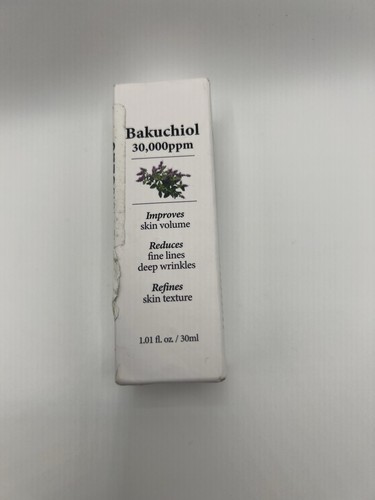 Bakuchiol
30,000ppm
Improves
skin volume
Reduces
fine lines
deep wrinkles
Refines
skin texture
1.01 fl. oz. / 30ml